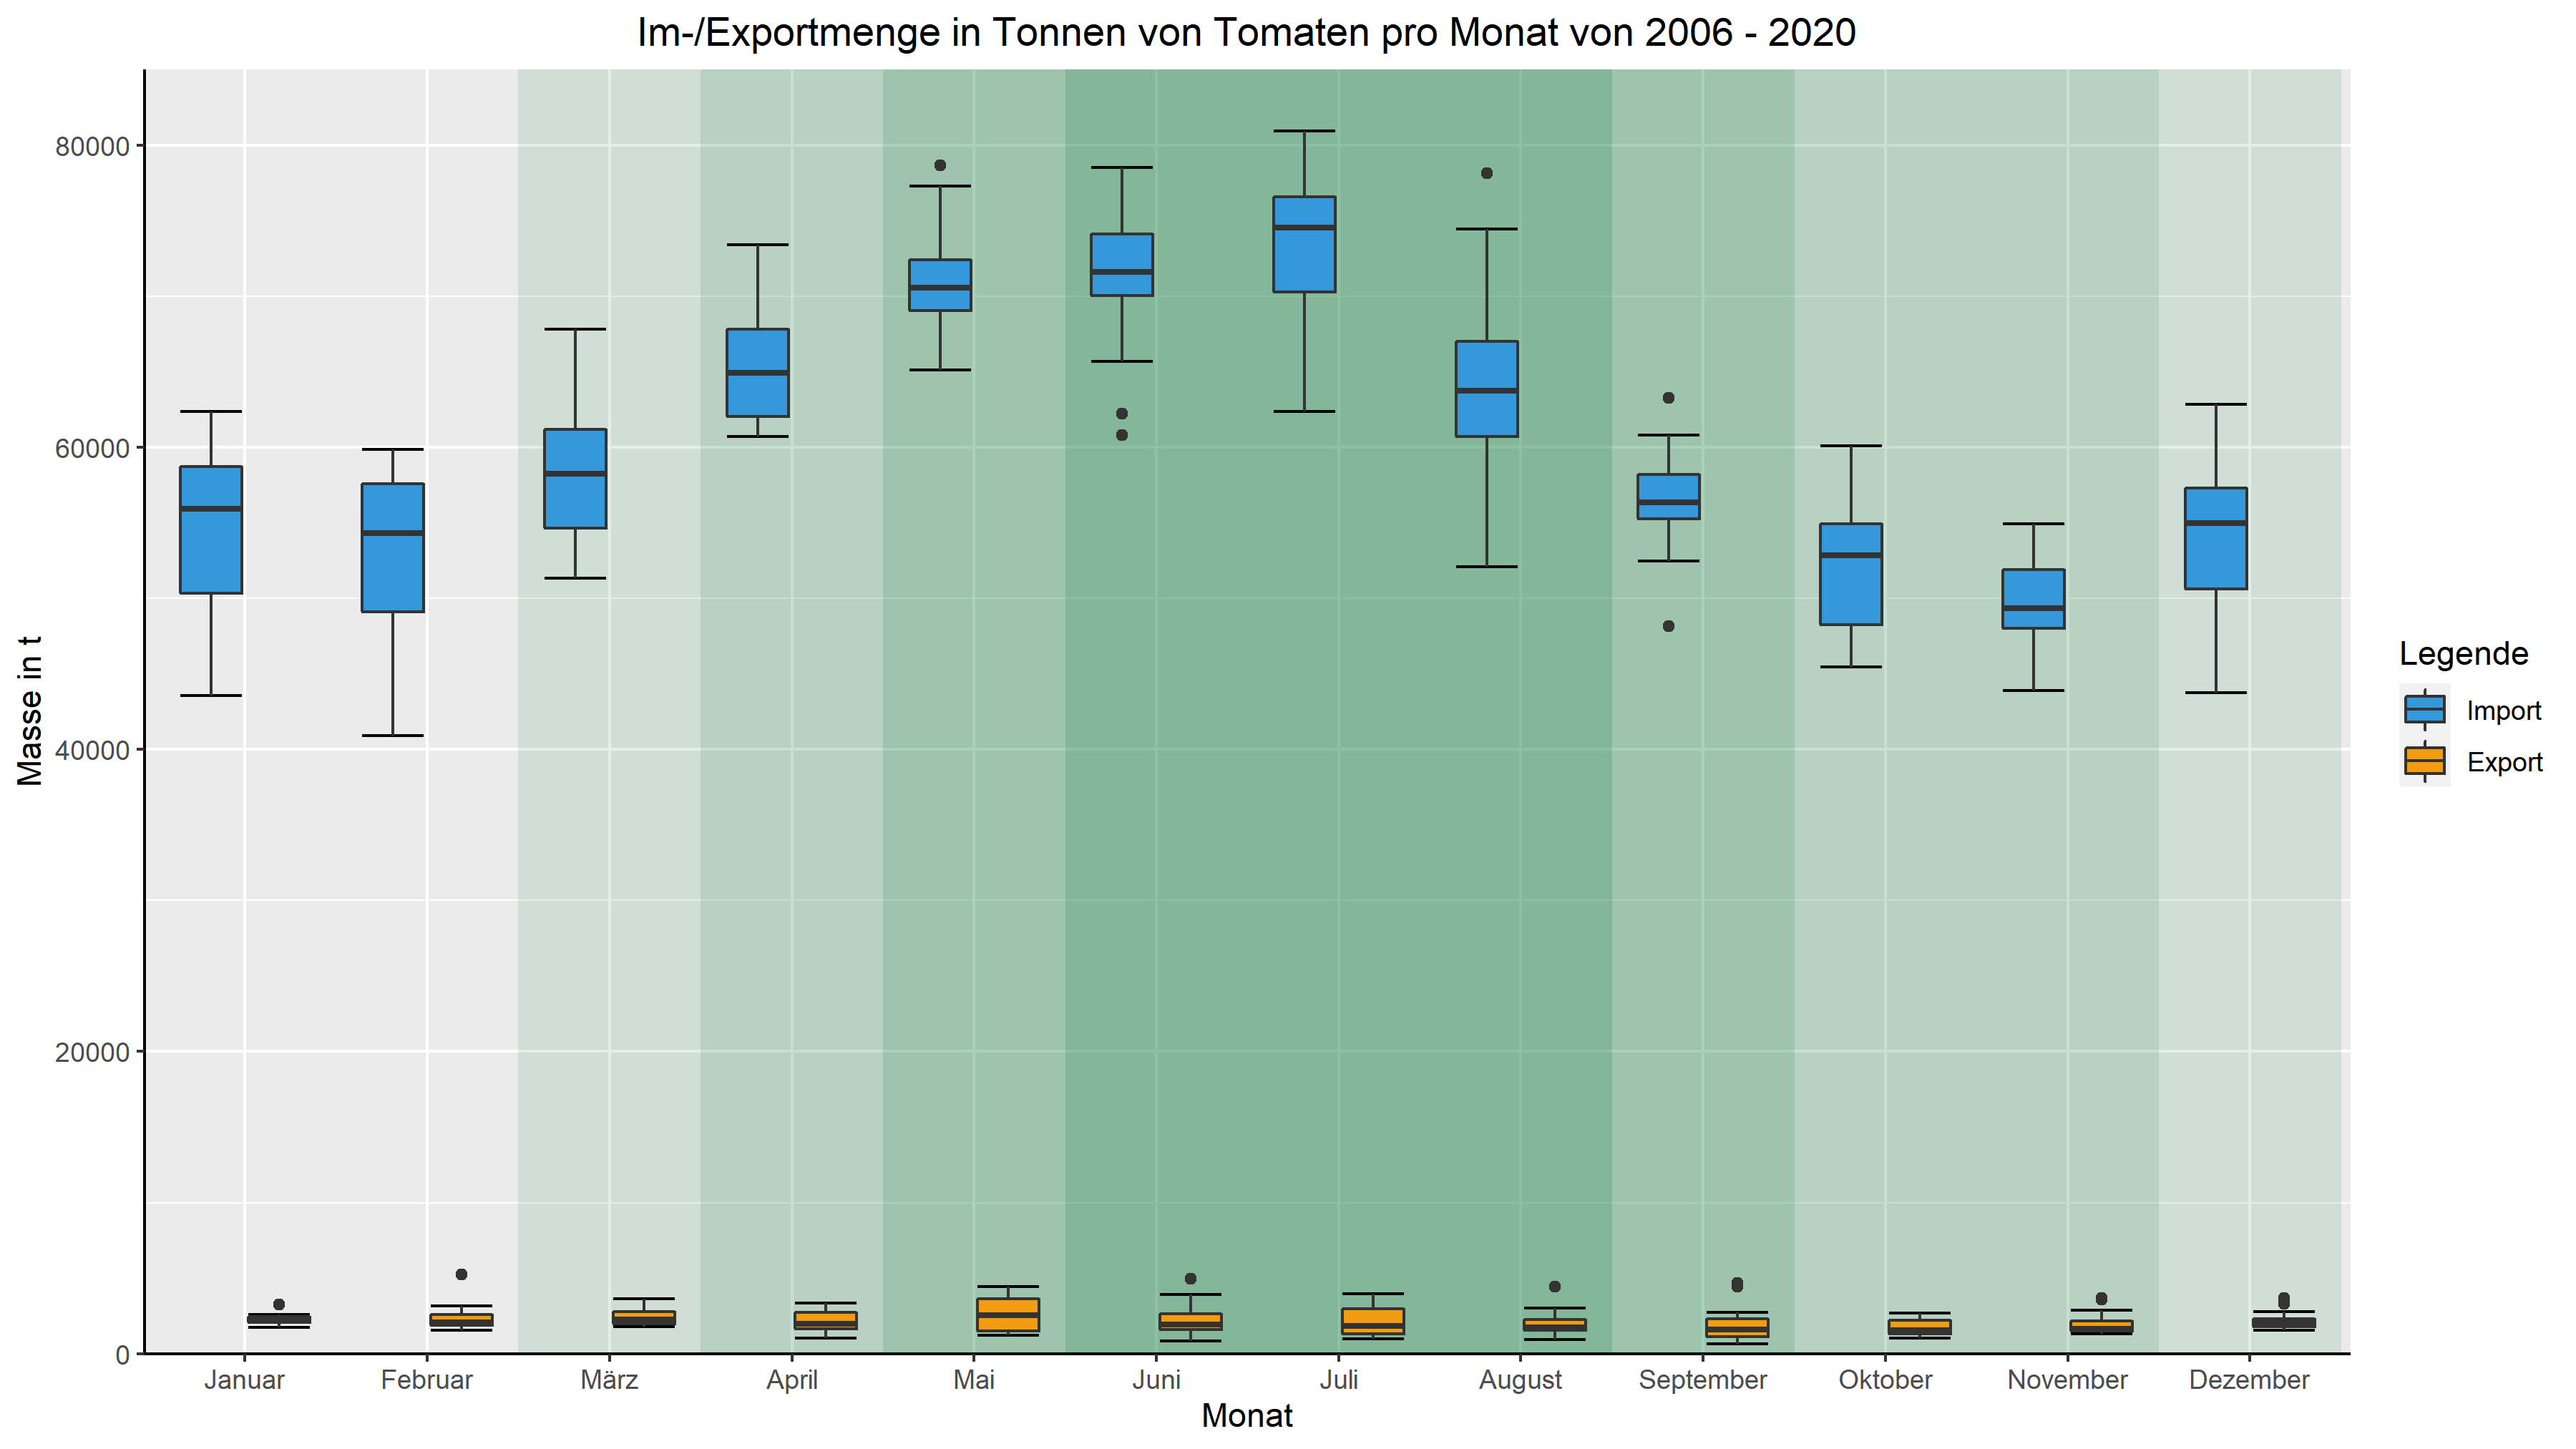 Im-/Exportmenge in Tonnen von Tomaten pro Monat von 2006 - 2020
Masse in t
80000
60000
40000
20000
0
Januar Februar März April Mai Juni Juli August September Oktober November Dezember
Monat
Legende
Import
Export